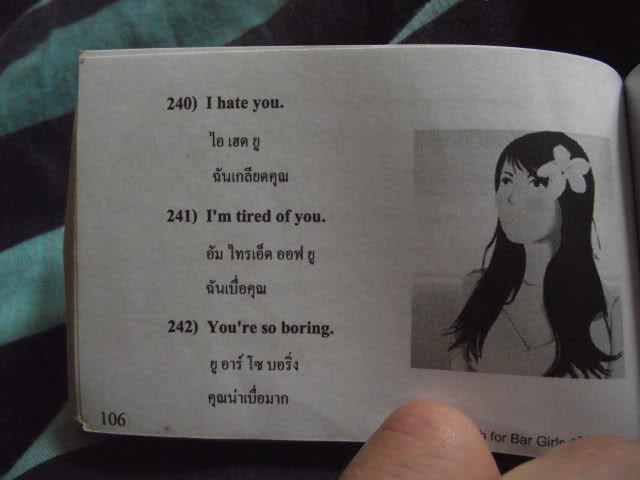 240) I hate you.
ไอ เฮด ยู
ฉันเกลียดคุณ
241) I'm tired of you.
อัม ไทรเอ็ด ออฟ ยู
ฉันเบื่อคุณ
242) You're so boring.
ยู อาร์ โซ บอริ่ง
คุณน่าเบื่อมาก
106
for Bar Girls